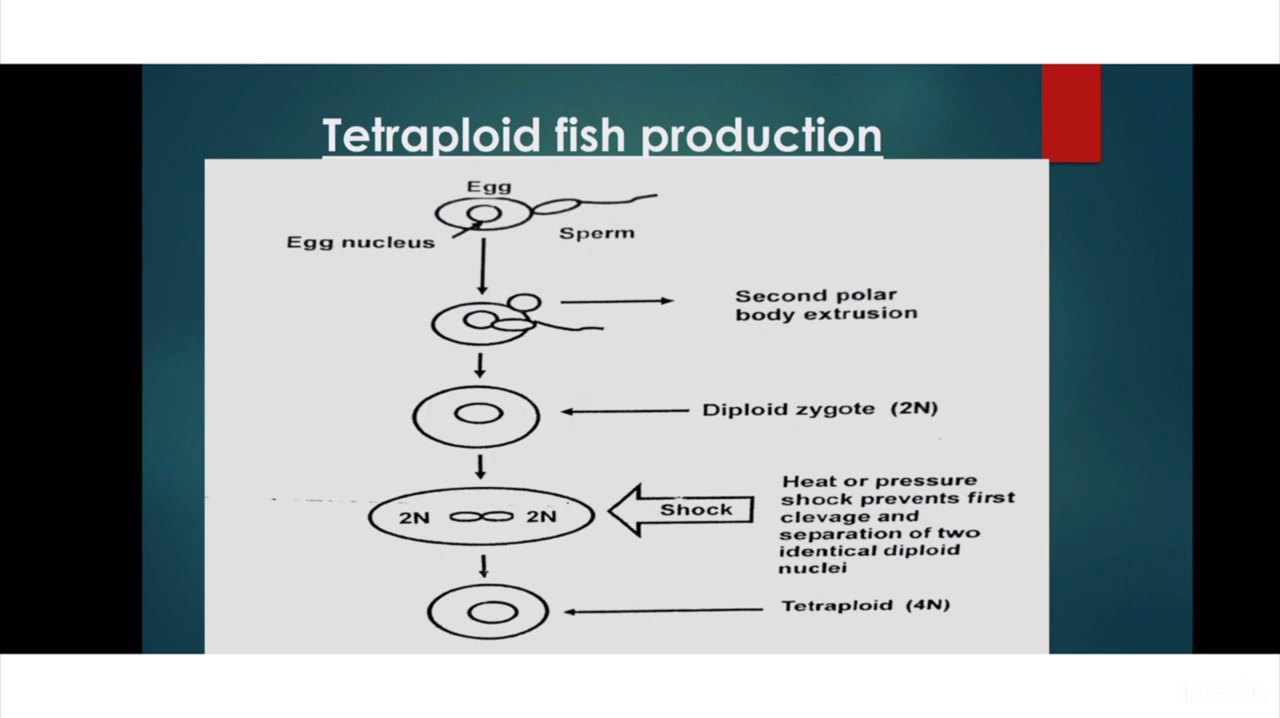 Tetraploid fish production
Egg
Egg nucleus
Sperm
Second polar
body extrusion
Diploid zygote (2N)
2N 2N
Shock
Heat or pressure
shock prevents first
clevage and
separation of two
identical diploid
nuclei
Tetraploid (4N)